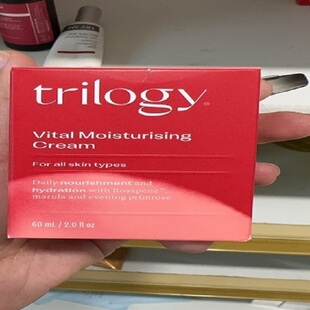 trilogy
Vital Moisturising
Cream
For all skin types
Daily nourishment and
hydration with Rosapene
marula and evening primrose
60 mL / 2.0 fl oz